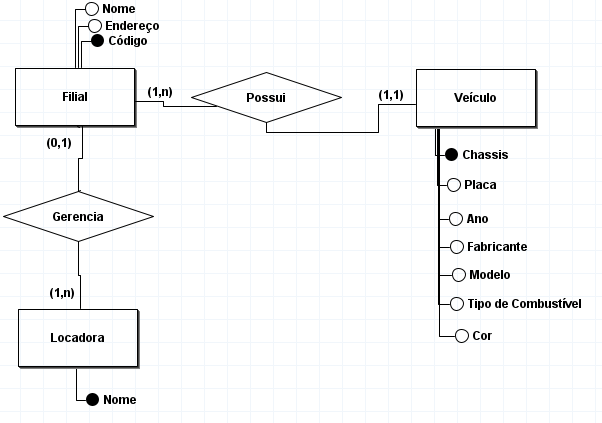 Nome
Endereço
Código
Filial
(1,n)
Possui
(1,1)
Veículo
(0,1)
Chassis
Placa
Gerencia
Ano
Fabricante
Modelo
(1,n)
Tipo de Combustível
Locadora
Cor
Nome